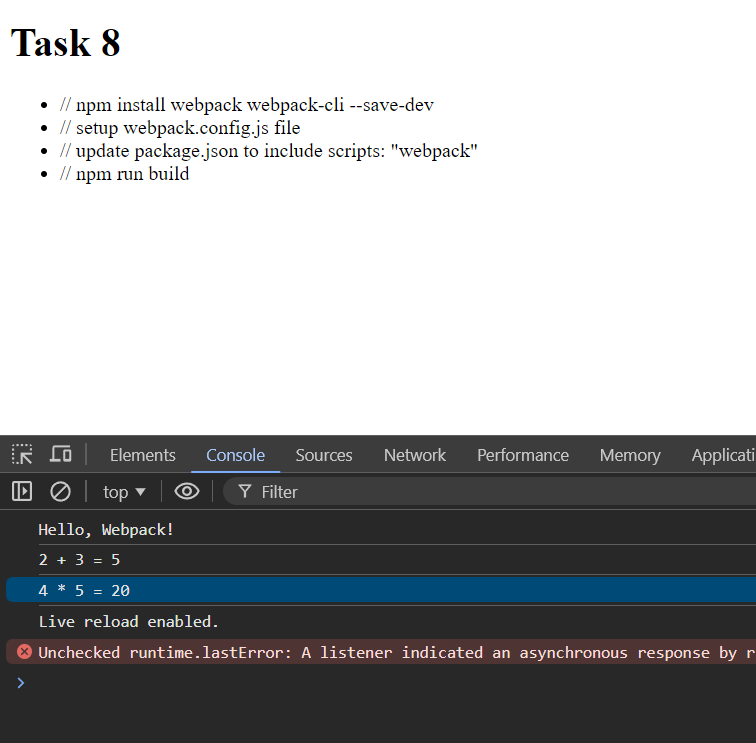 Task 8
// npm install webpack webpack-cli --save-dev
// setup webpack.config.js file
// update package.json to include scripts: "webpack"
// npm run build
Elements Console Sources Network Performance Memory Applicati
top Filter
Hello, Webpack!
2 + 3 = 5
4 * 5 = 20
Live reload enabled.
Unchecked runtime.lastError: A listener indicated an asynchronous response by r